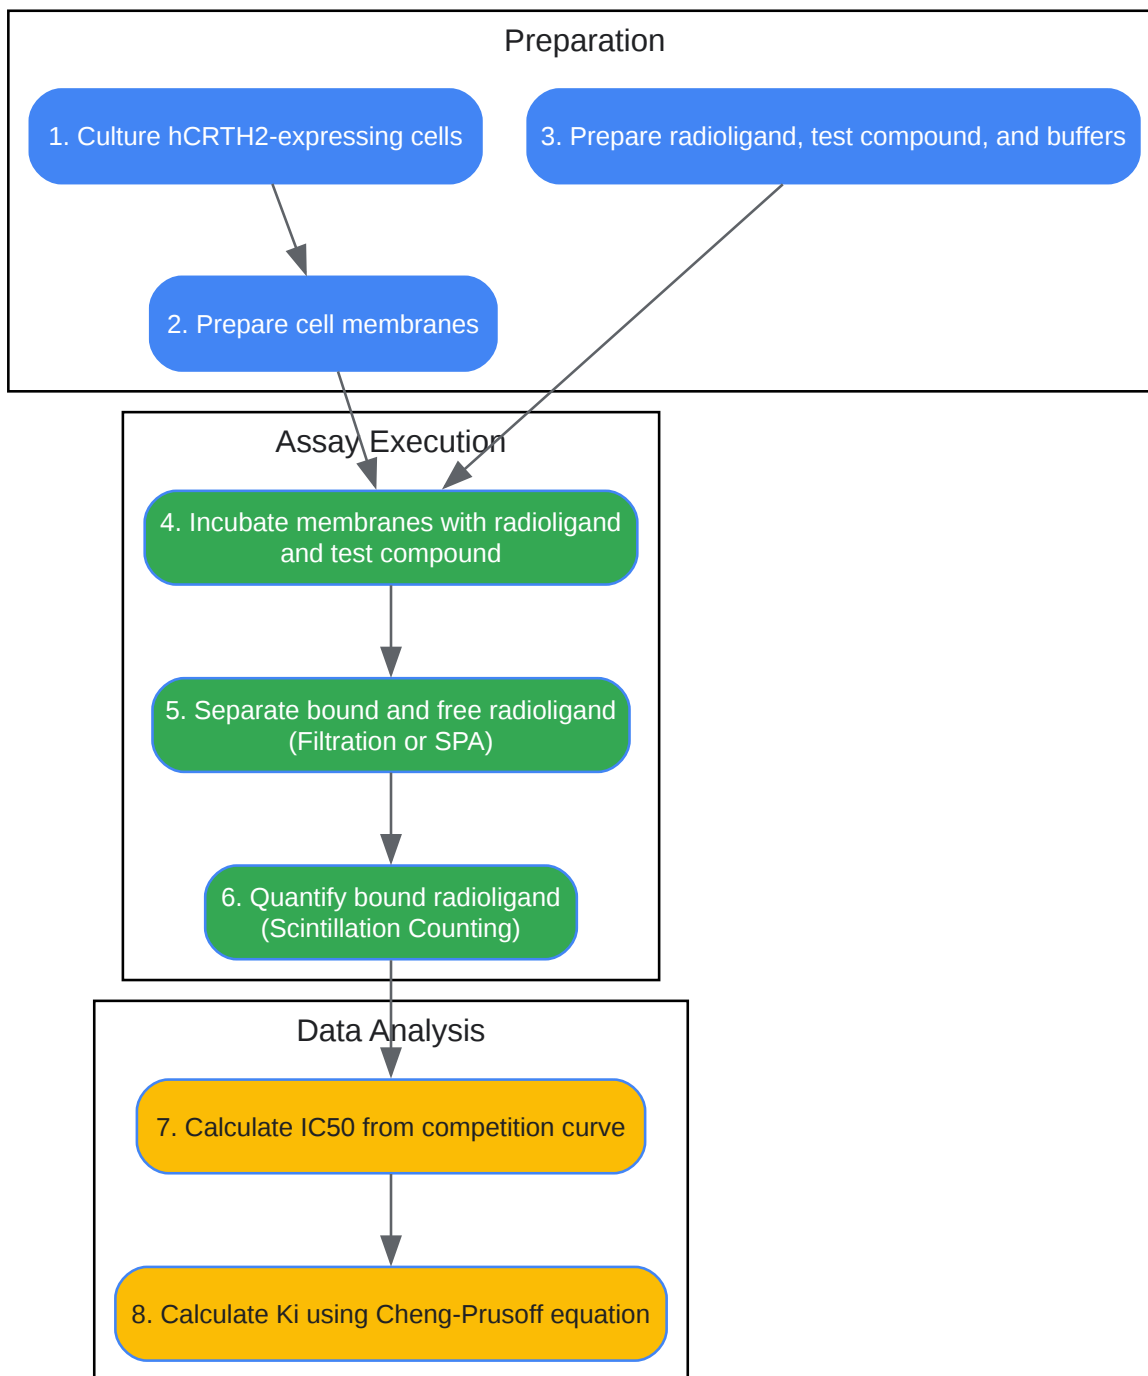 Preparation
1. Culture hCRTH2-expressing cells
3. Prepare radioligand, test compound, and buffers
2. Prepare cell membranes
Assay Execution
4. Incubate membranes with radioligand
and test compound
5. Separate bound and free radioligand
(Filtration or SPA)
6. Quantify bound radioligand
(Scintillation Counting)
Data Analysis
7. Calculate IC50 from competition curve
8. Calculate Ki using Cheng-Prusoff equation